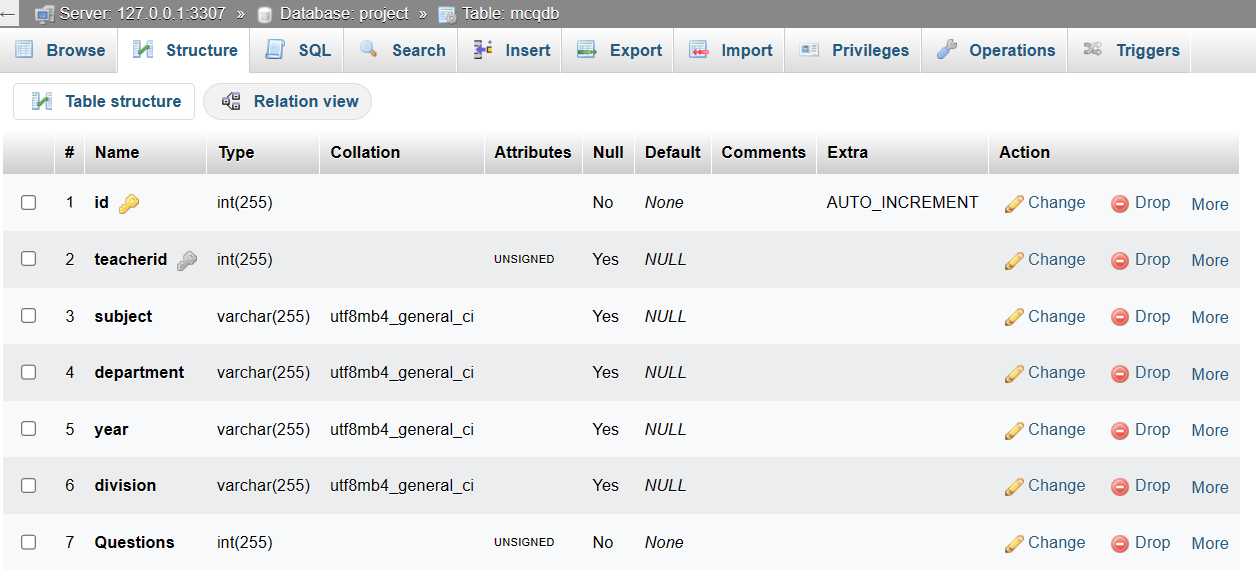 Server: 127.0.0.1:3307 » Database: project » Table: mcqdb
Browse Structure SQL Search Insert Export Import Privileges Operations Triggers
Table structure Relation view
# Name Type Collation Attributes Null Default Comments Extra Action
1 id int(255) No None AUTO_INCREMENT Change Drop More
2 teacherid int(255) UNSIGNED Yes NULL Change Drop More
3 subject varchar(255) utf8mb4_general_ci Yes NULL Change Drop More
4 department varchar(255) utf8mb4_general_ci Yes NULL Change Drop More
5 year varchar(255) utf8mb4_general_ci Yes NULL Change Drop More
6 division varchar(255) utf8mb4_general_ci Yes NULL Change Drop More
7 Questions int(255) UNSIGNED No None Change Drop More